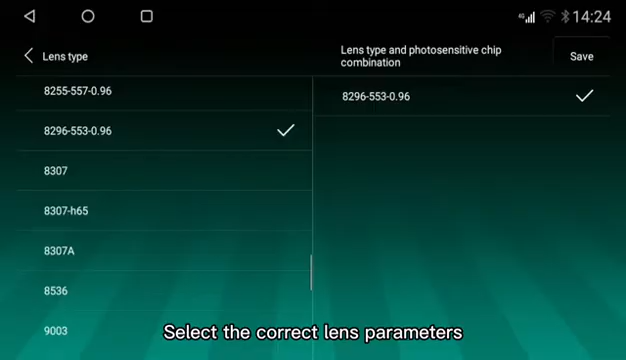 4G 14:24
Lens type
Lens type and photosensitive chip
combination
Save
8255-557-0.96
8296-553-0.96
8307
8307-h65
8307A
8536
9003
8296-553-0.96
Select the correct lens parameters